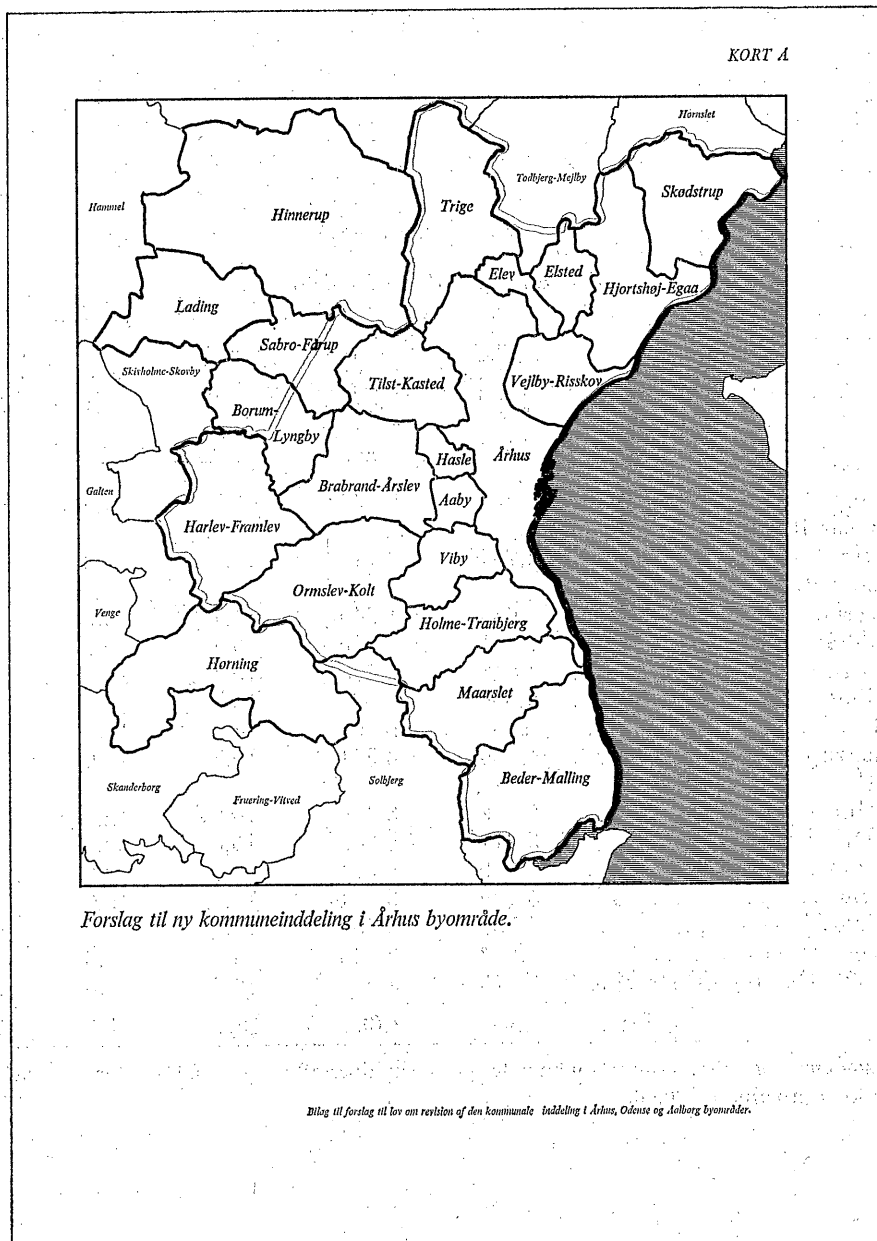 KORT A
Hornslet
Todbjerg-Mejlby
Skødstrup
Hammel
Hinnerup
Trige
Elev
Elsted
Hjortshøj-Egaa
Lading
Sabro-Farup
Skivholme-Skovby
Tilst-Kasted
Vejlby-Risskov
Borum-
Lyngby
Hasle
Århus
Galten
Brabrand-Årslev
Aaby
Harlev-Framlev
Viby
Ormslev-Kolt
Venge
Holme-Tranbjerg
Hørning
Maarslet
Skanderborg
Solbjerg
Beder-Malling
Fruering-Vitved
Forslag til ny kommuneinddeling i Århus byområde.
Bilag til forslag til lov om revision af den kommunale inddeling i Århus, Odense og Aalborg byområder.